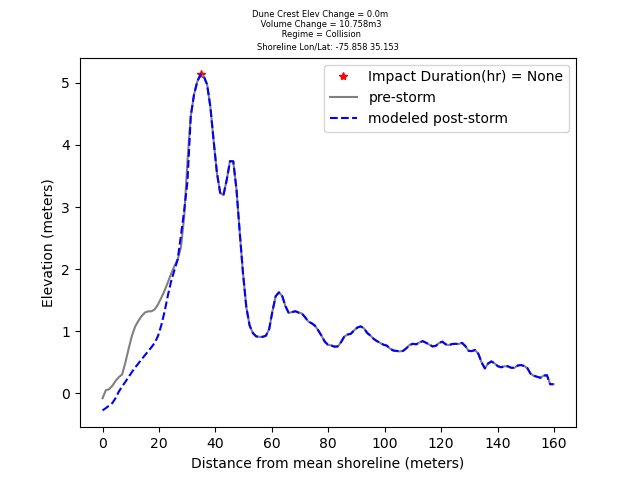 Dune Crest Elev Change = 0.0m
Volume Change = 10.758m3
Regime = Collision
Shoreline Lon/Lat: -75.858 35.153
Impact Duration(hr) = None
pre-storm
modeled post-storm
Elevation (meters)
5
4
3
2
1
0
0 20 40 60 80 100 120 140 160
Distance from mean shoreline (meters)